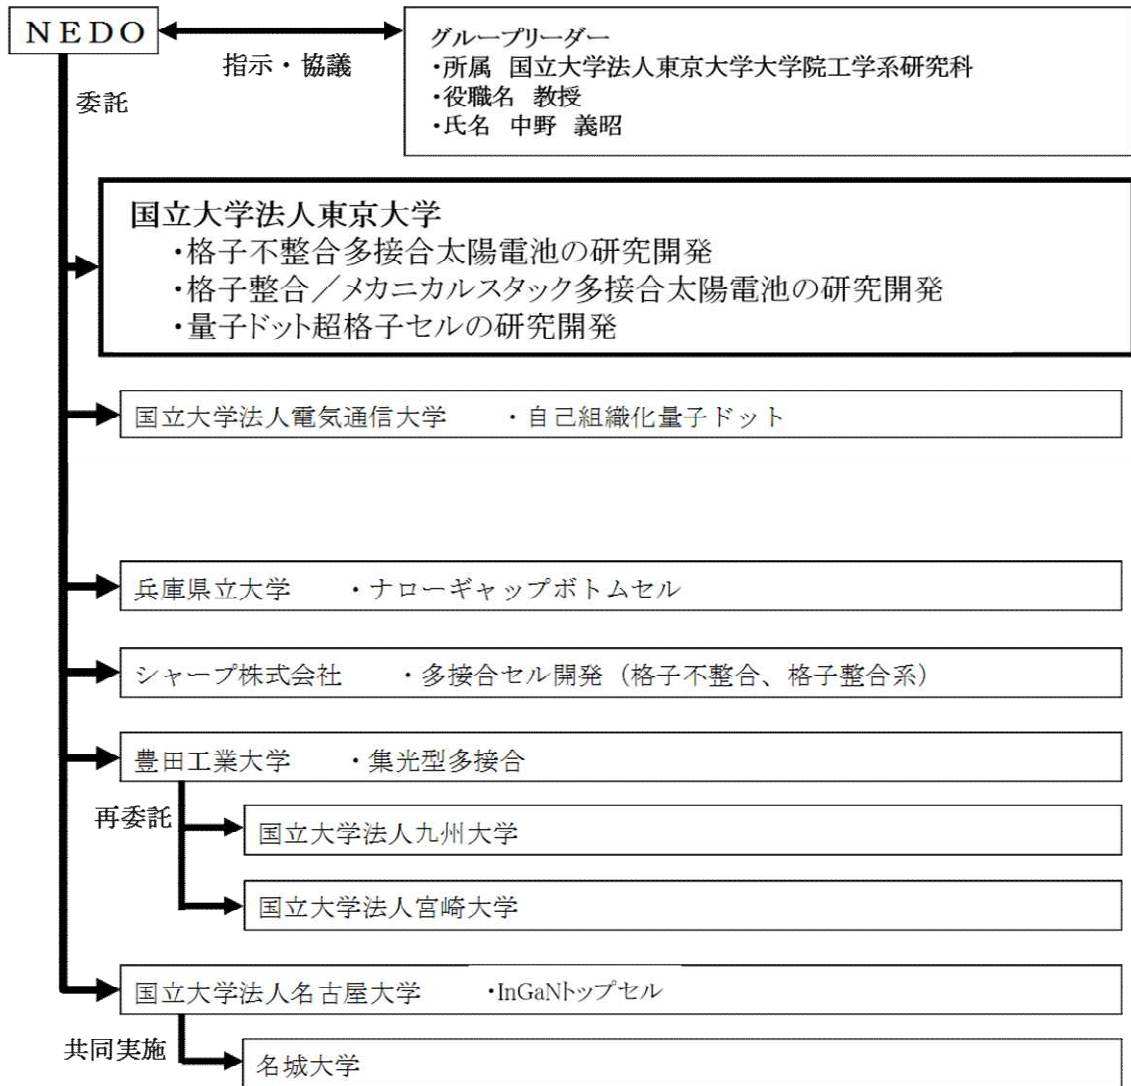 NEDO
指示・協議
グループリーダー
・所属 国立大学法人東京大学大学院工学系研究科
・役職名 教授
・氏名 中野 義昭
委託
国立大学法人東京大学
・格子不整合多接合太陽電池の研究開発
・格子整合／メカニカルスタック多接合太陽電池の研究開発
・量子ドット超格子セルの研究開発
国立大学法人電気通信大学 ・自己組織化量子ドット
兵庫県立大学 ・ナローギャップボトムセル
シャープ株式会社 ・多接合セル開発（格子不整合、格子整合系）
豊田工業大学 ・集光型多接合
再委託
国立大学法人九州大学
国立大学法人宮崎大学
国立大学法人名古屋大学 ・InGaNトップセル
共同実施
名城大学